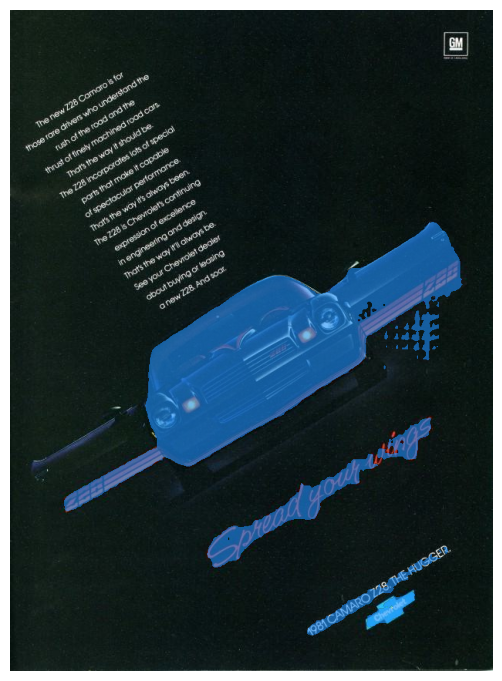 GM
The new Z28 Camaro is for
those rare drivers who understand the
rush of the road and the
thrust of finely machined road cars.
That's the way it should be.
The Z28 incorporates lots of special
parts that make it capable
of spectacular performance.
That's the way it's always been.
The Z28 is Chevrolet's continuing
expression of excellence
in engineering and design.
That's the way it'll always be.
See your Chevrolet dealer
about buying or leasing
a new Z28. And soar.
Z28
Z28
Spread your wings
1981 CAMARO Z28. THE HUGGER.
Chevrolet